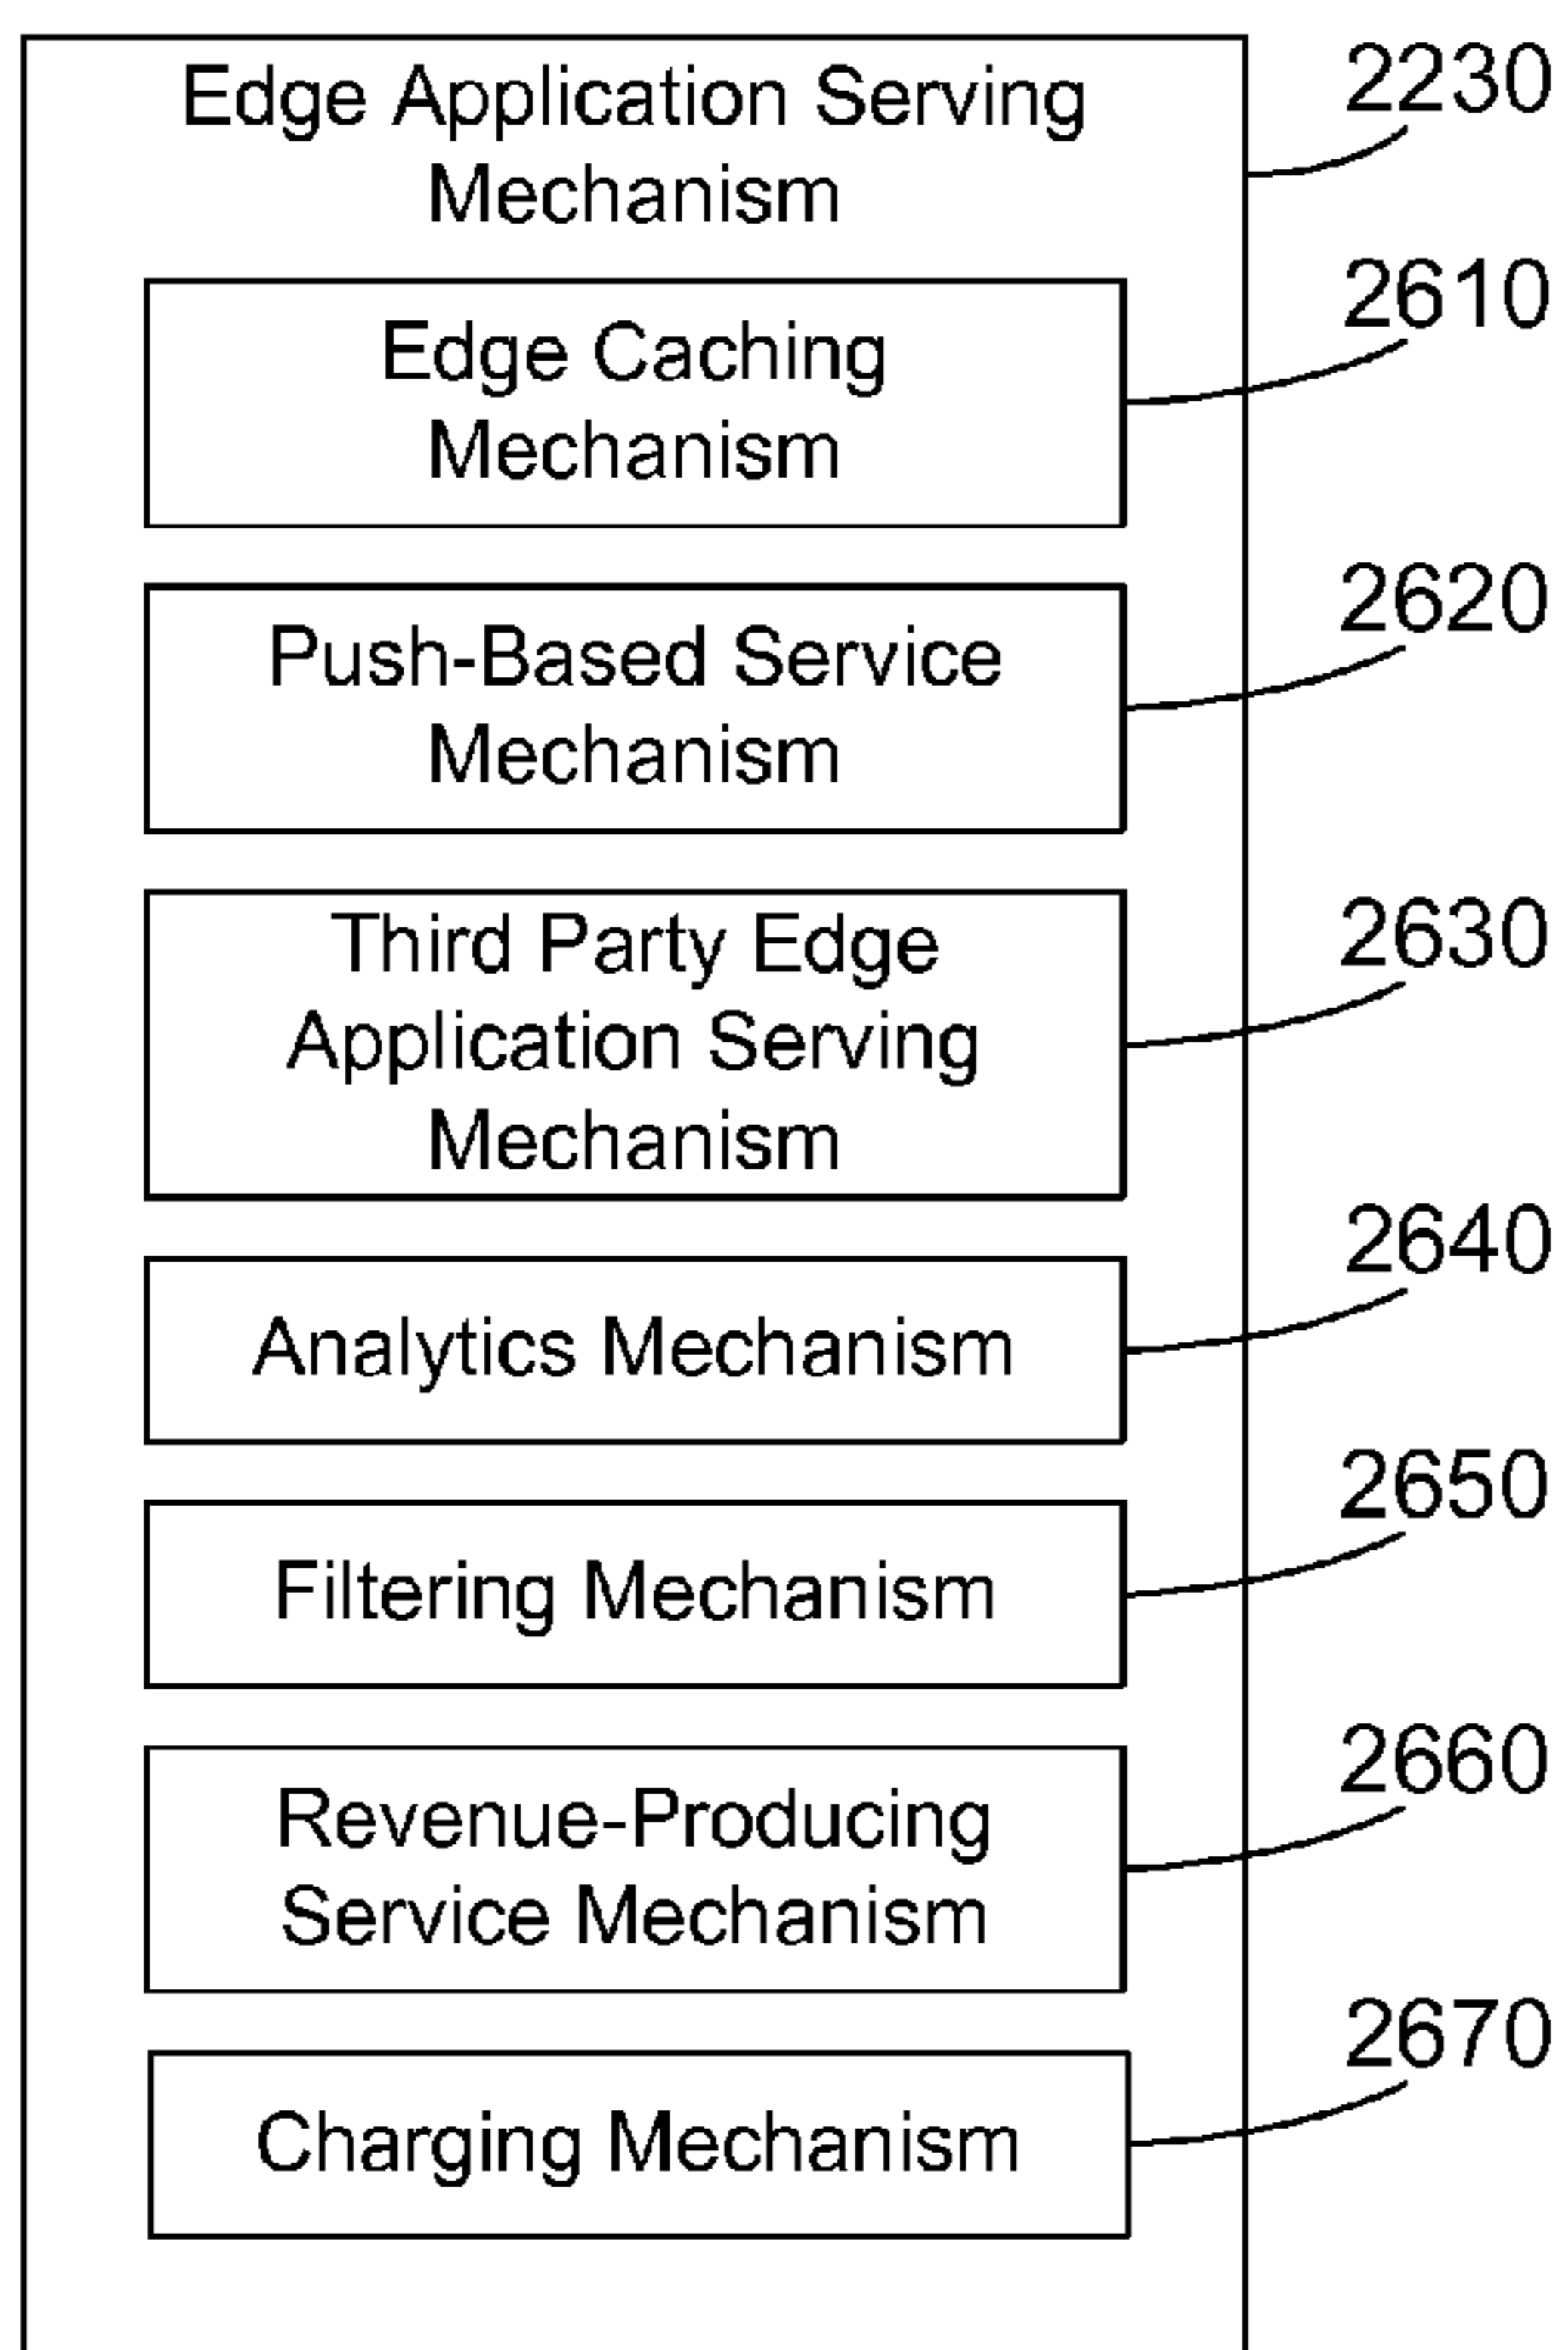 Edge Application Serving
Mechanism
2230
Edge Caching
Mechanism
2610
Push-Based Service
Mechanism
2620
Third Party Edge
Application Serving
Mechanism
2630
Analytics Mechanism
2640
Filtering Mechanism
2650
Revenue-Producing
Service Mechanism
2660
Charging Mechanism
2670